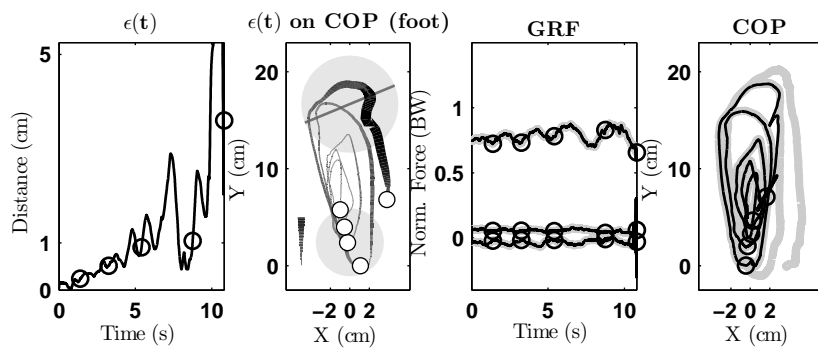 ϵ(t)
Distance (cm)
5
1
0
0 5 10
Time (s)
ϵ(t) on COP (foot)
Y (cm)
20
10
0
−2 0 2 4
X (cm)
GRF
Norm. Force (BW)
1
0.5
0
0 5 10
Time (s)
COP
Y (cm)
20
10
0
−2 0 2
X (cm)